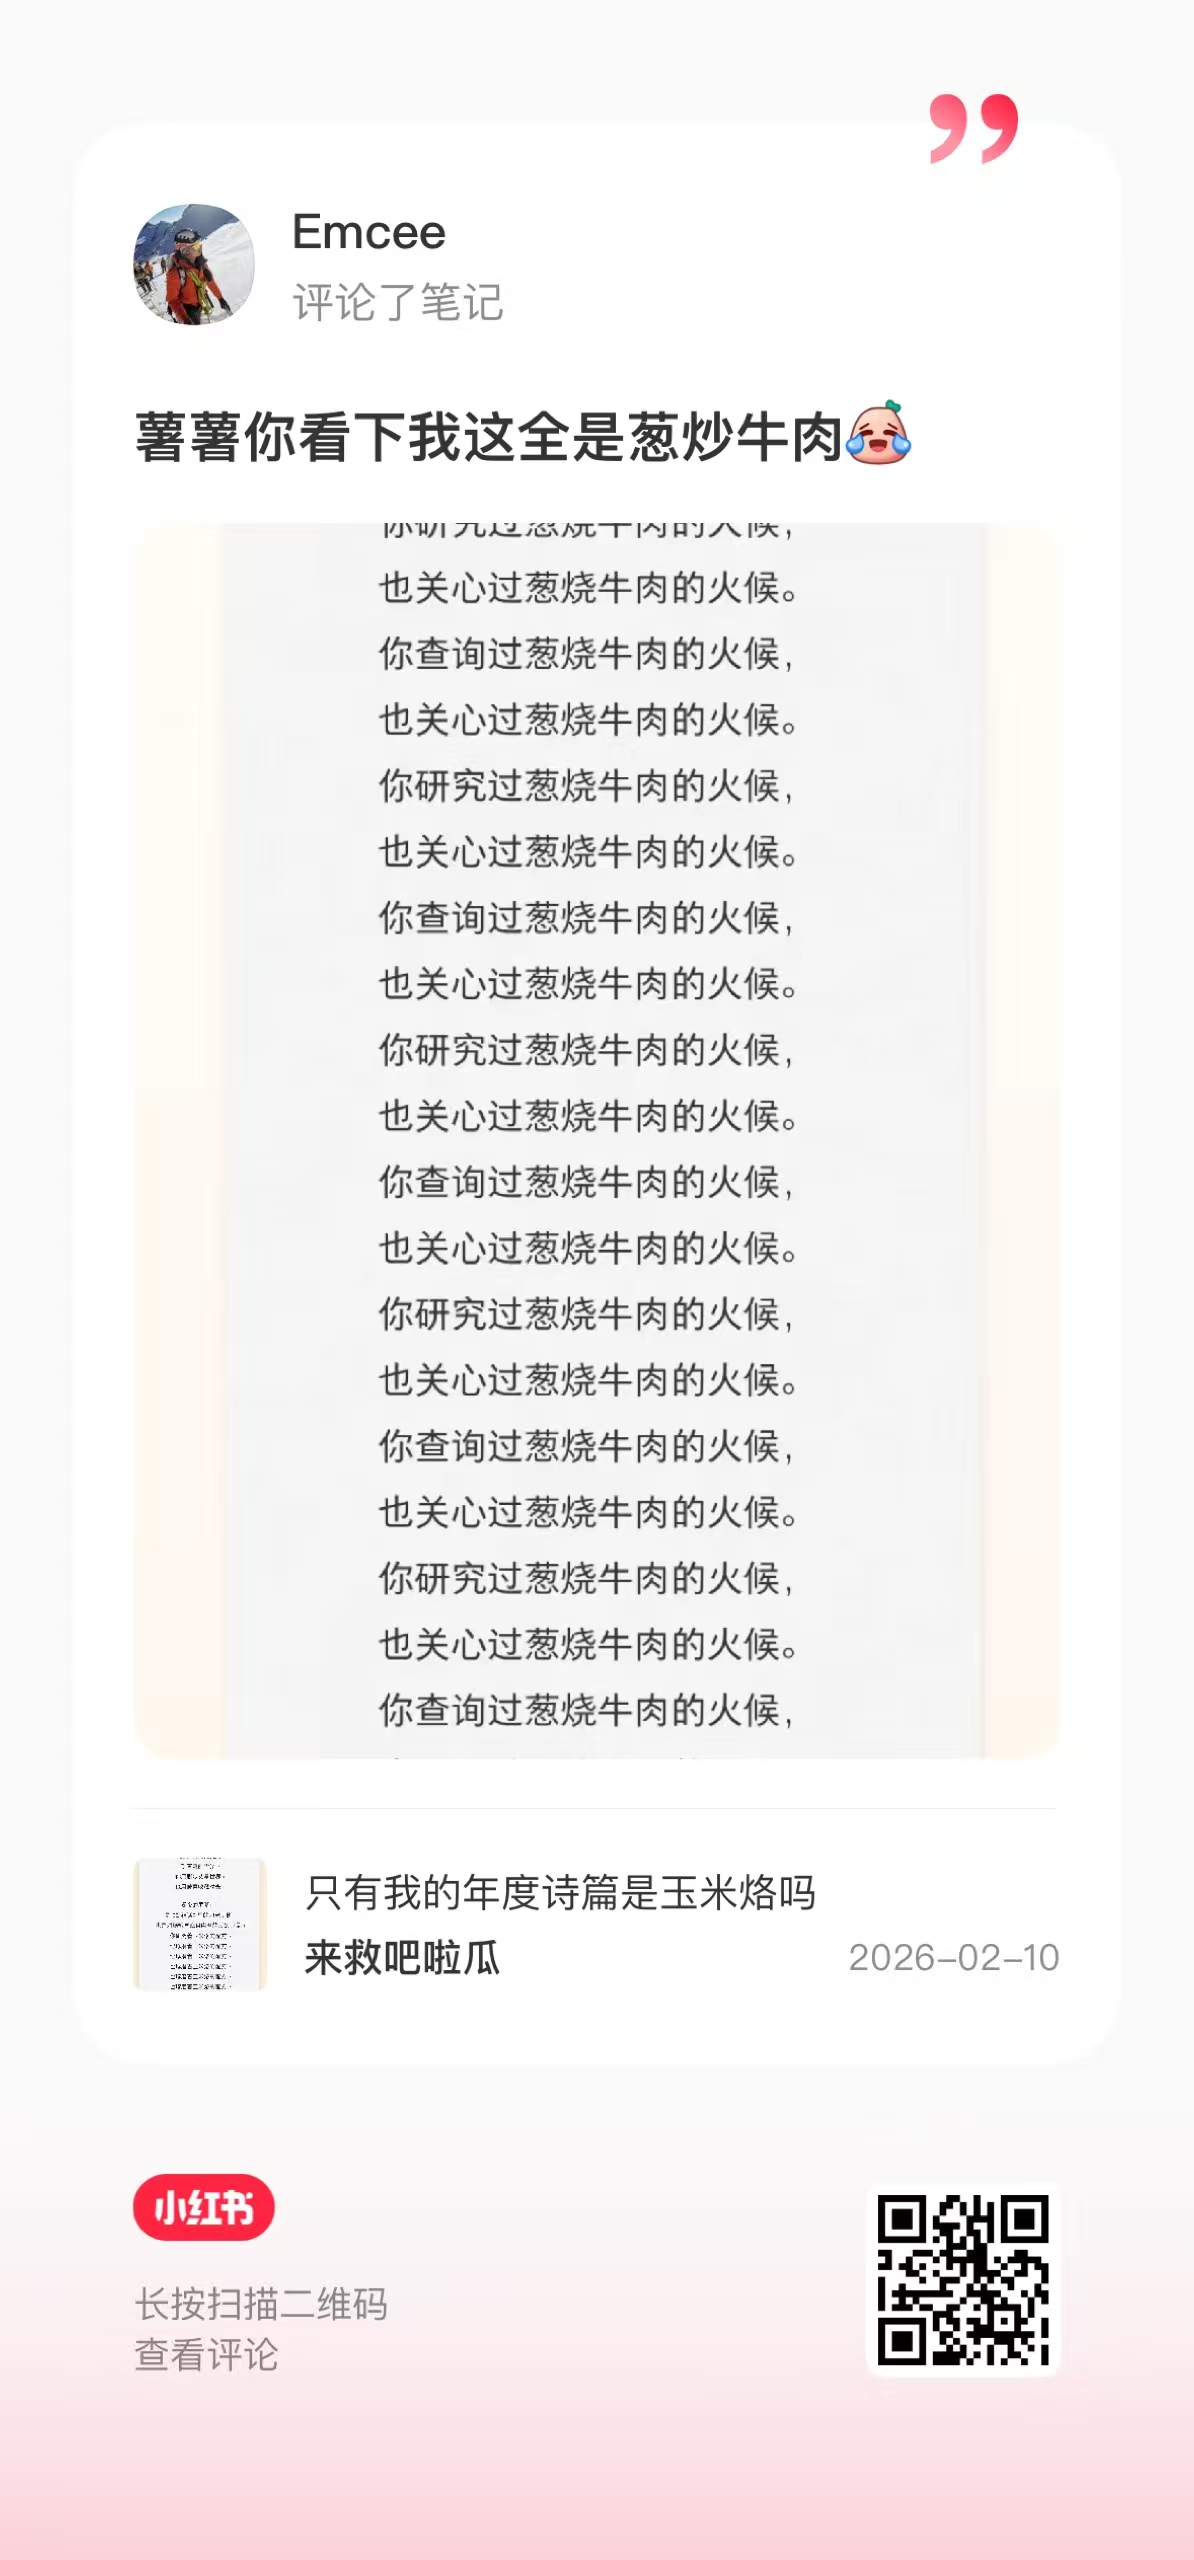 Emcee
评论了笔记
薯薯你看下我这全是葱炒牛肉
你研究过葱烧牛肉的火候，
也关心过葱烧牛肉的火候。
你查询过葱烧牛肉的火候，
也关心过葱烧牛肉的火候。
你研究过葱烧牛肉的火候，
也关心过葱烧牛肉的火候。
你查询过葱烧牛肉的火候，
也关心过葱烧牛肉的火候。
你研究过葱烧牛肉的火候，
也关心过葱烧牛肉的火候。
你查询过葱烧牛肉的火候，
也关心过葱烧牛肉的火候。
你研究过葱烧牛肉的火候，
也关心过葱烧牛肉的火候。
你查询过葱烧牛肉的火候，
也关心过葱烧牛肉的火候。
你研究过葱烧牛肉的火候，
也关心过葱烧牛肉的火候。
你查询过葱烧牛肉的火候，
只有我的年度诗篇是玉米烙吗
来救吧啦瓜
2026-02-10
小红书
长按扫描二维码
查看评论